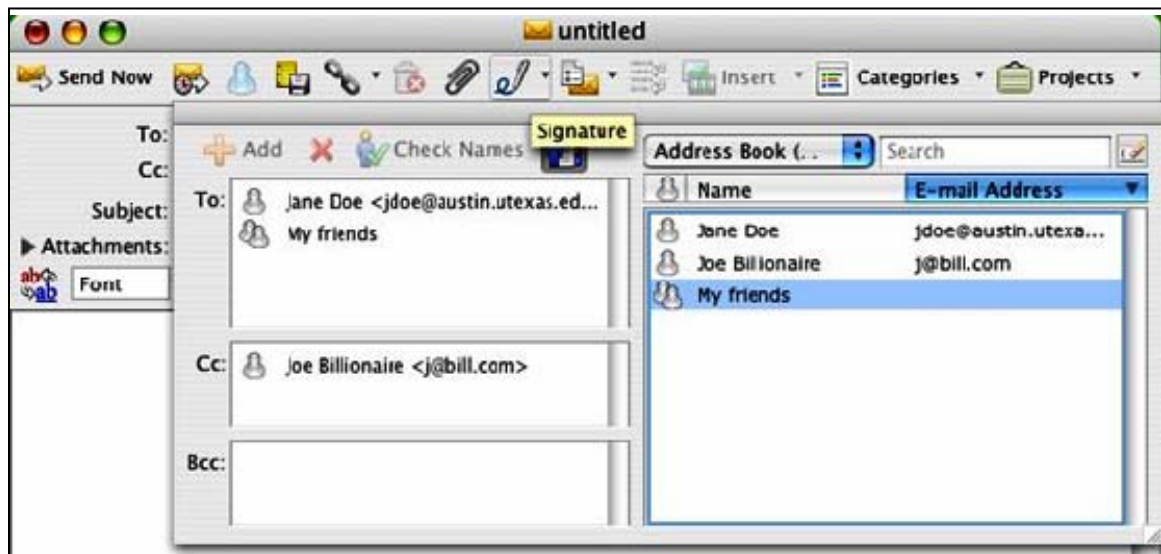 untitled
Send Now Insert Categories Projects
Signature
To:
Cc:
Subject:
Attachments:
abc
ab
Font
Add Check Names
To: Jane Doe <jdoe@austin.utexas.ed...
My friends
Cc: Joe Billionaire <j@bill.com>
Bcc:
Address Book (.. Search
Name E-mail Address
Jane Doe jdoe@austin.utexa...
Joe Billionaire j@bill.com
My friends